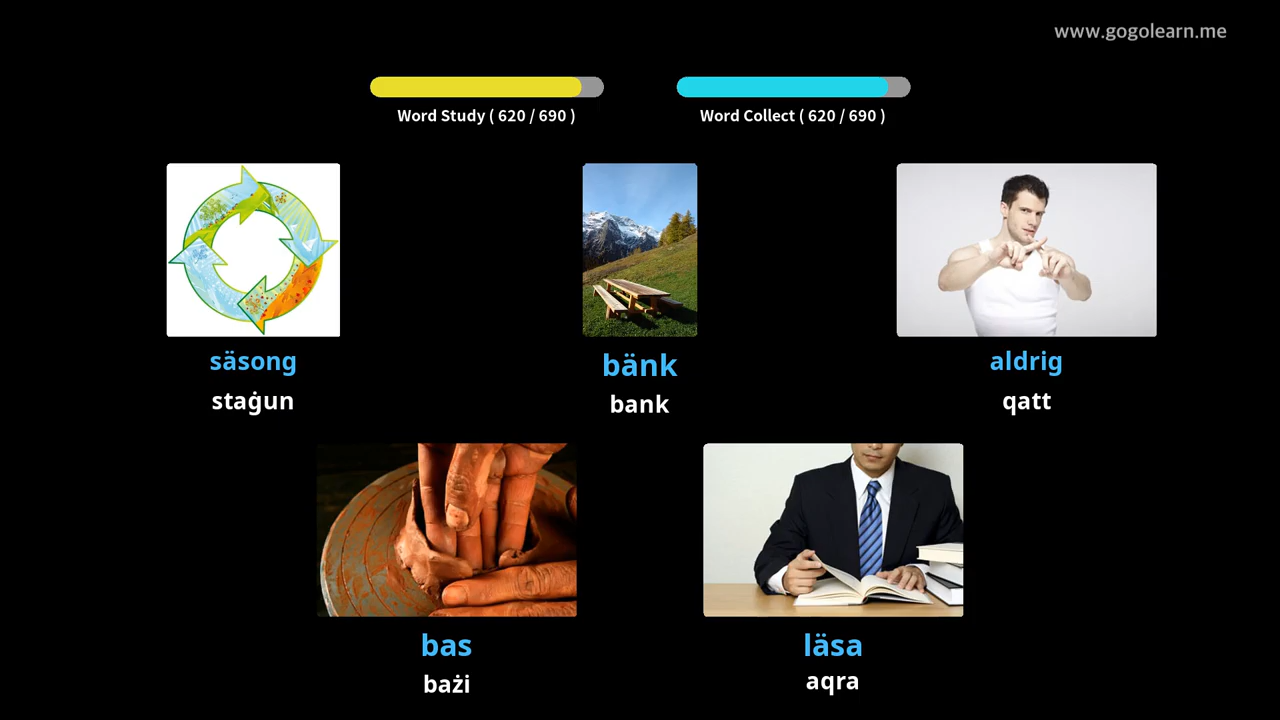 www.gogolearn.me
Word Study ( 620 / 690 )
Word Collect ( 620 / 690 )
säsong
staġun
bänk
bank
aldrig
qatt
bas
bażi
läsa
aqra